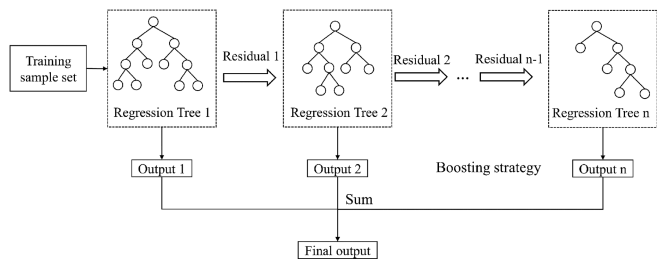 Training
sample set
Residual 1
Residual 2
...
Residual n-1
Regression Tree 1
Regression Tree 2
Regression Tree n
Output 1
Output 2
Boosting strategy
Output n
Sum
Final output